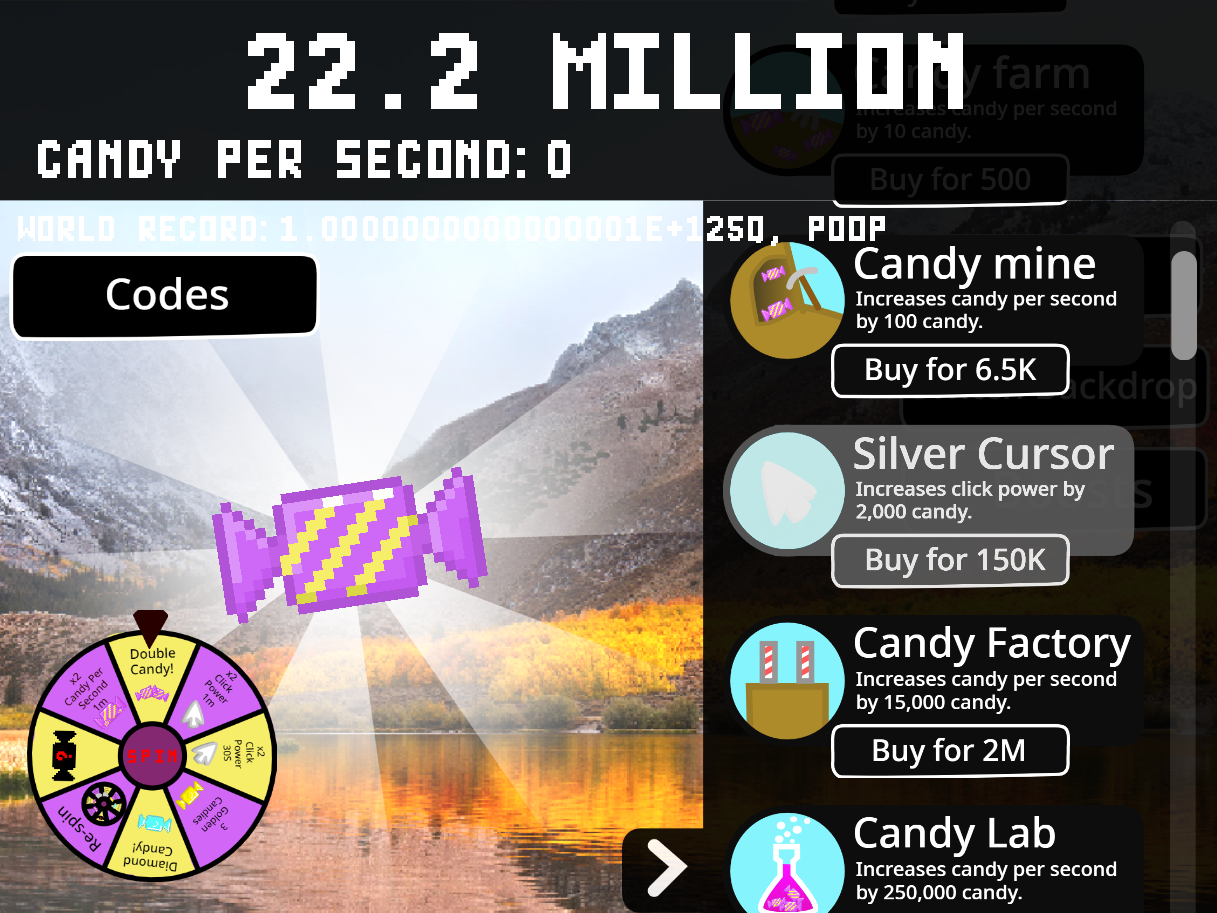 22.2 MILLION
CANDY PER SECOND: 0
Candy farm
Increases candy per second
by 10 candy.
Buy for 500
WORLD RECORD: 1.0000000000000001E+1250, POOP
Codes
Candy mine
Increases candy per second
by 100 candy.
Buy for 6.5K
Silver Cursor
Increases click power by
2,000 candy.
Buy for 150K
Candy Factory
Increases candy per second
by 15,000 candy.
Buy for 2M
Candy Lab
Increases candy per second
by 250,000 candy.
Double
Candy!
x2
Click
Power
1m
x2
Click
Power
30S
3
Golden
Candies
Diamond
Candy!
Re-spin
?
x2
Candy Per
Second
1m
SPIN